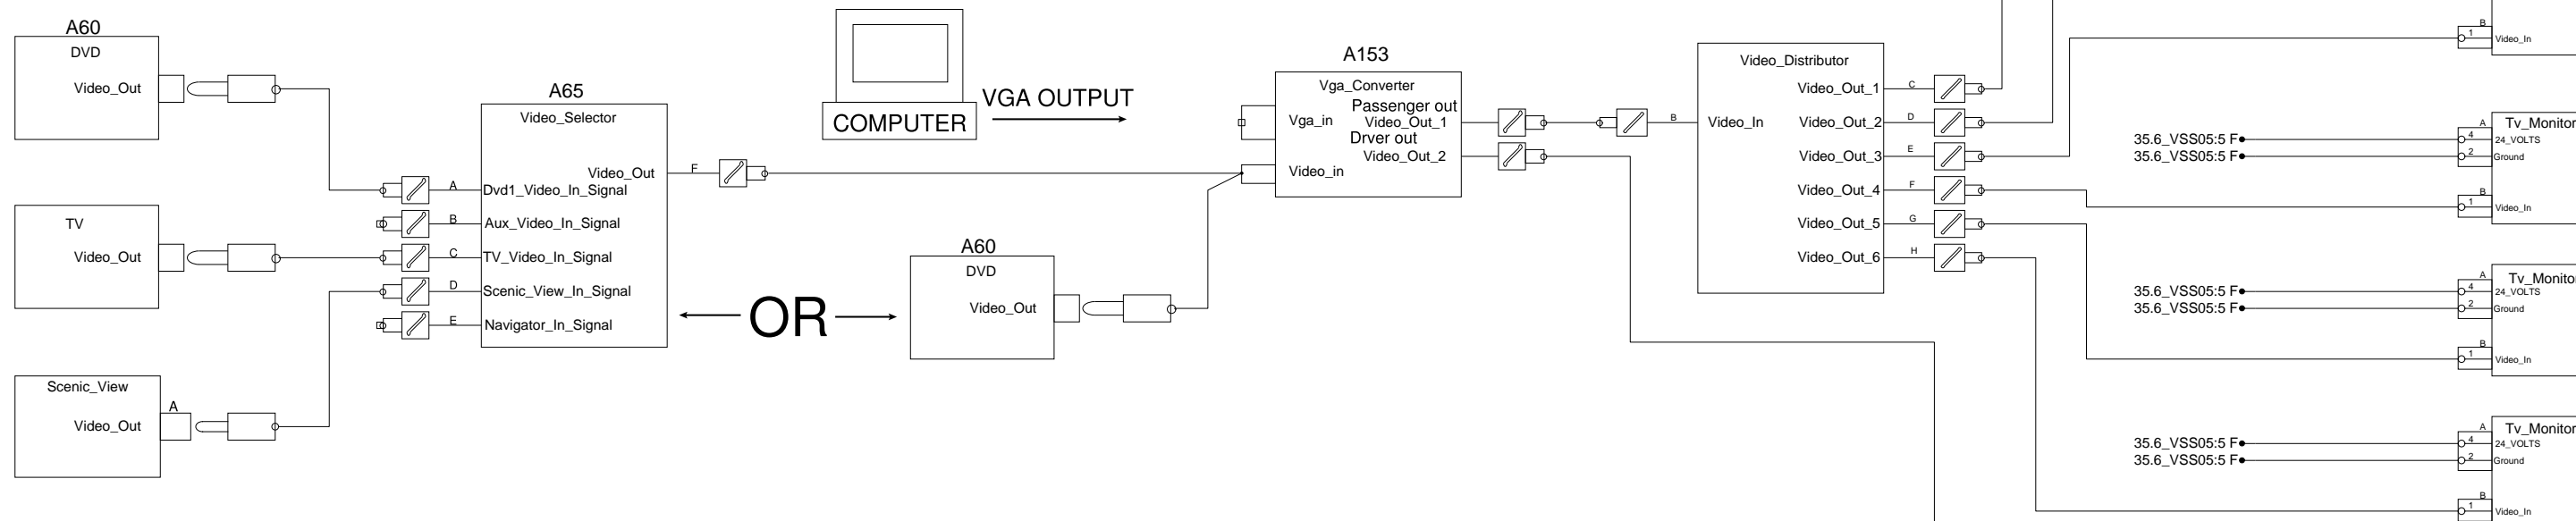 A60
DVD
Video_Out
TV
Video_Out
Scenic_View
A
Video_Out
A65
Video_Selector
Video_Out
F
A
Dvd1_Video_In_Signal
B
Aux_Video_In_Signal
C
TV_Video_In_Signal
D
Scenic_View_In_Signal
E
Navigator_In_Signal
COMPUTER
VGA OUTPUT
OR
A60
DVD
Video_Out
A153
Vga_Converter
Passenger out
Vga_in
Video_Out_1
Drver out
Video_Out_2
Video_in
Video_Distributor
B
Video_In
Video_Out_1
C
Video_Out_2
D
Video_Out_3
E
Video_Out_4
F
Video_Out_5
G
Video_Out_6
H
B
1
Video_In
Tv_Monitor
A
35.6_VSS05:5 F
4
24_VOLTS
35.6_VSS05:5 F
2
Ground
B
1
Video_In
Tv_Monito
A
35.6_VSS05:5 F
4
24_VOLTS
35.6_VSS05:5 F
2
Ground
B
1
Video_In
Tv_Monitor
A
35.6_VSS05:5 F
4
24_VOLTS
35.6_VSS05:5 F
2
Ground
B
1
Video_In